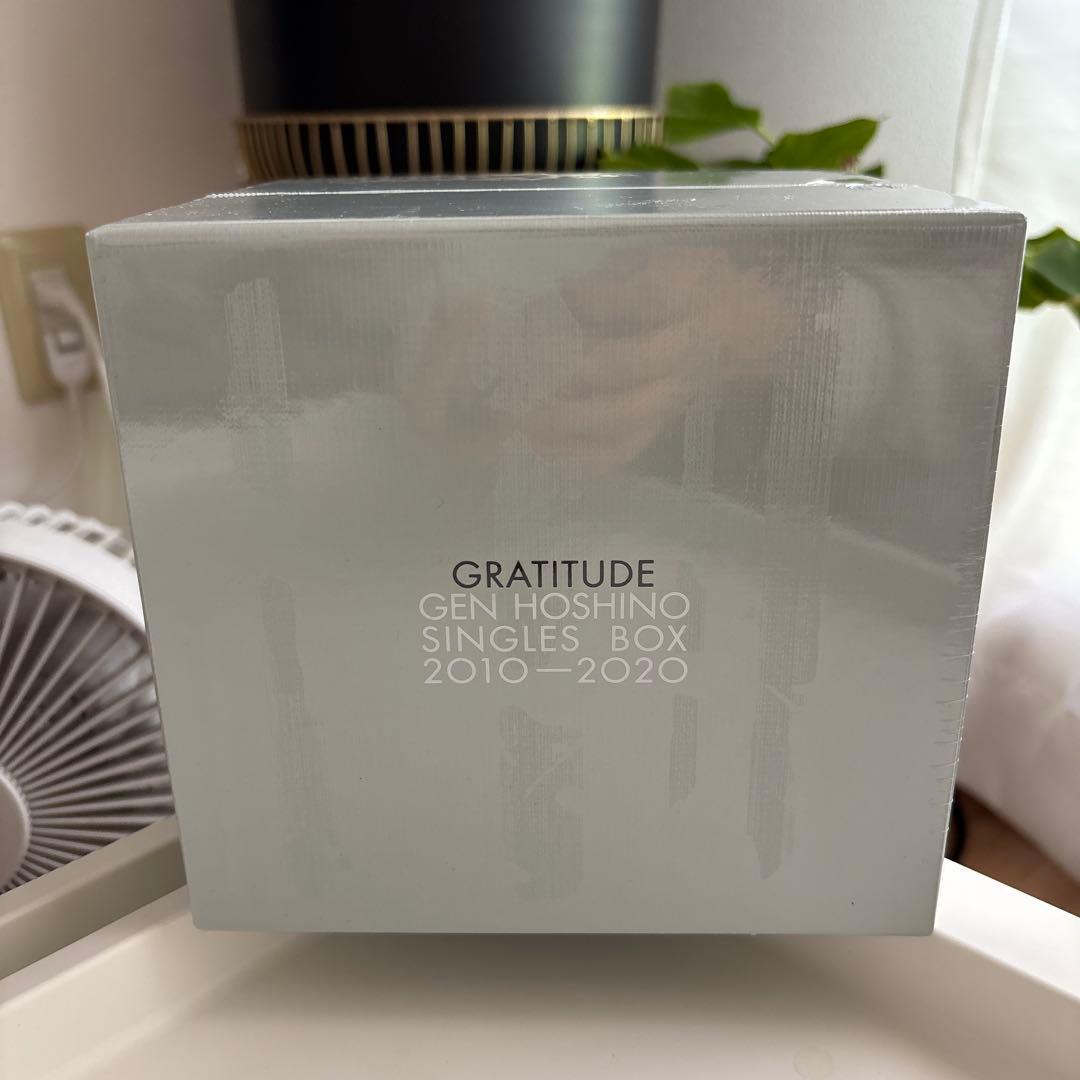 GRATITUDE
GEN HOSHINO
SINGLES BOX
2010—2020